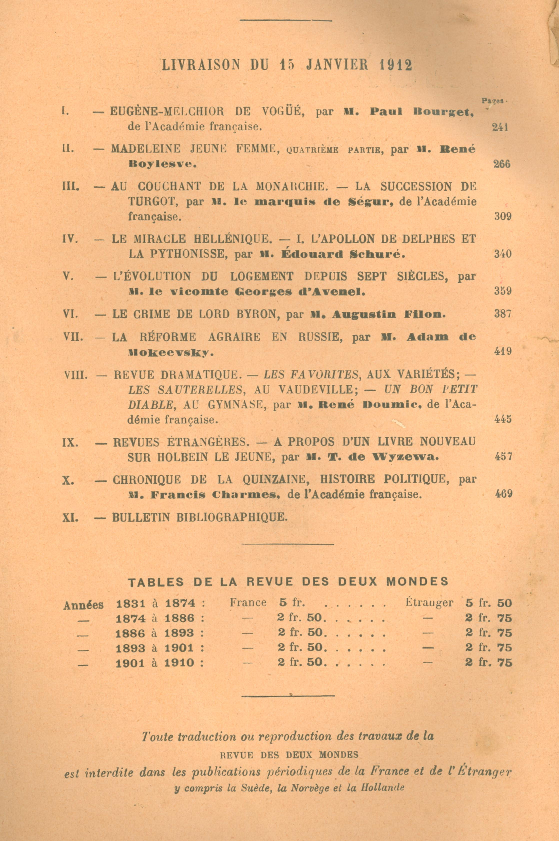 LIVRAISON DU 15 JANVIER 1912
Pages
I. — EUGÈNE-MELCHIOR DE VOGÜÉ, par M. Paul Bourget,
de l'Académie française. 241
II. — MADELEINE JEUNE FEMME, QUATRIÈME PARTIE, par M. René
Boylesve. 266
III. — AU COUCHANT DE LA MONARCHIE. — LA SUCCESSION DE
TURGOT, par M. le marquis de Ségur, de l'Académie
française. 309
IV. — LE MIRACLE HELLÉNIQUE. — I. L'APOLLON DE DELPHES ET
LA PYTHONISSE, par M. Édouard Schuré. 340
V. — L'ÉVOLUTION DU LOGEMENT DEPUIS SEPT SIÈCLES, par
M. le vicomte Georges d'Avenel. 359
VI. — LE CRIME DE LORD BYRON, par M. Augustin Filon. 387
VII. — LA RÉFORME AGRAIRE EN RUSSIE, par M. Adam de
Mokeevsky. 419
VIII. — REVUE DRAMATIQUE. — LES FAVORITES, AUX VARIÉTÉS; —
LES SAUTERELLES, AU VAUDEVILLE; — UN BON PETIT
DIABLE, AU GYMNASE, par M. René Doumic, de l'Aca-
démie française. 445
IX. — REVUES ÉTRANGÈRES. — A PROPOS D'UN LIVRE NOUVEAU
SUR HOLBEIN LE JEUNE, par M. T. de Wyzewa. 457
X. — CHRONIQUE DE LA QUINZAINE, HISTOIRE POLITIQUE, par
M. Francis Charmes, de l'Académie française. 469
XI. — BULLETIN BIBLIOGRAPHIQUE.
TABLES DE LA REVUE DES DEUX MONDES
Années 1831 à 1874 : France 5 fr. . . . . . . Étranger 5 fr. 50
— 1874 à 1886 : — 2 fr. 50. . . . . . — 2 fr. 75
— 1886 à 1893 : — 2 fr. 50. . . . . . — 2 fr. 75
— 1893 à 1901 : — 2 fr. 50. . . . . . — 2 fr. 75
— 1901 à 1910 : — 2 fr. 50. . . . . . — 2 fr. 75
Toute traduction ou reproduction des travaux de la
REVUE DES DEUX MONDES
est interdite dans les publications périodiques de la France et de l'Étranger
y compris la Suède, la Norvège et la Hollande